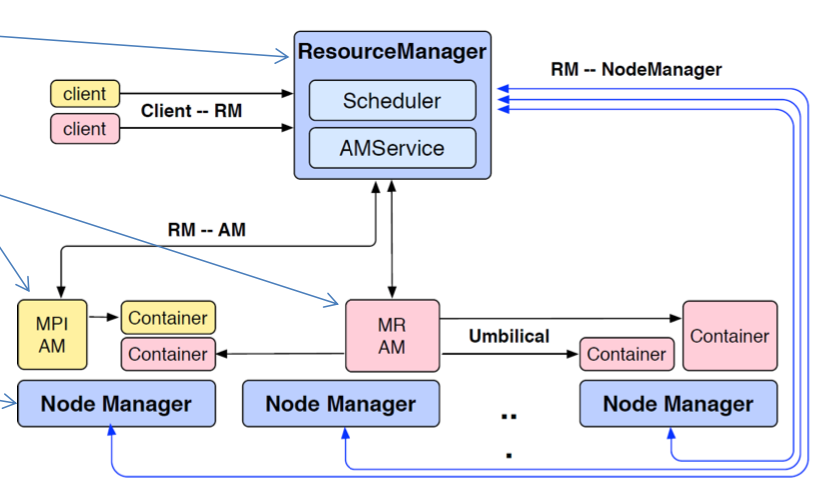 ResourceManager
RM -- NodeManager
client
Scheduler
Client -- RM
client
AMService
RM -- AM
MPI
AM
Container
Container
MR
AM
Umbilical
Container
Container
Node Manager
Node Manager
..
.
Node Manager